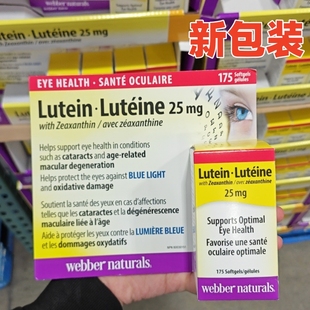 新包装
EYE HEALTH • SANTÉ OCULAIRE
175 Softgels/gélules
Lutein · Lutéine 25 mg
with Zeaxanthin / avec zéaxanthine
Helps support eye health in conditions
such as cataracts and age-related
macular degeneration
Helps protect the eyes against BLUE LIGHT
and oxidative damage
Soutient la santé des yeux en cas d'affections
telles que les cataractes et la dégénérescence
maculaire liée à l'âge
Aide à protéger les yeux contre la LUMIÈRE BLEUE
et les dommages oxydatifs
webber naturals.
Lutein · Lutéine
with Zeaxanthin / avec zéaxanthine
25 mg
Supports Optimal
Eye Health
Favorise une santé
oculaire optimale
175 Softgels/gélules
webber naturals.